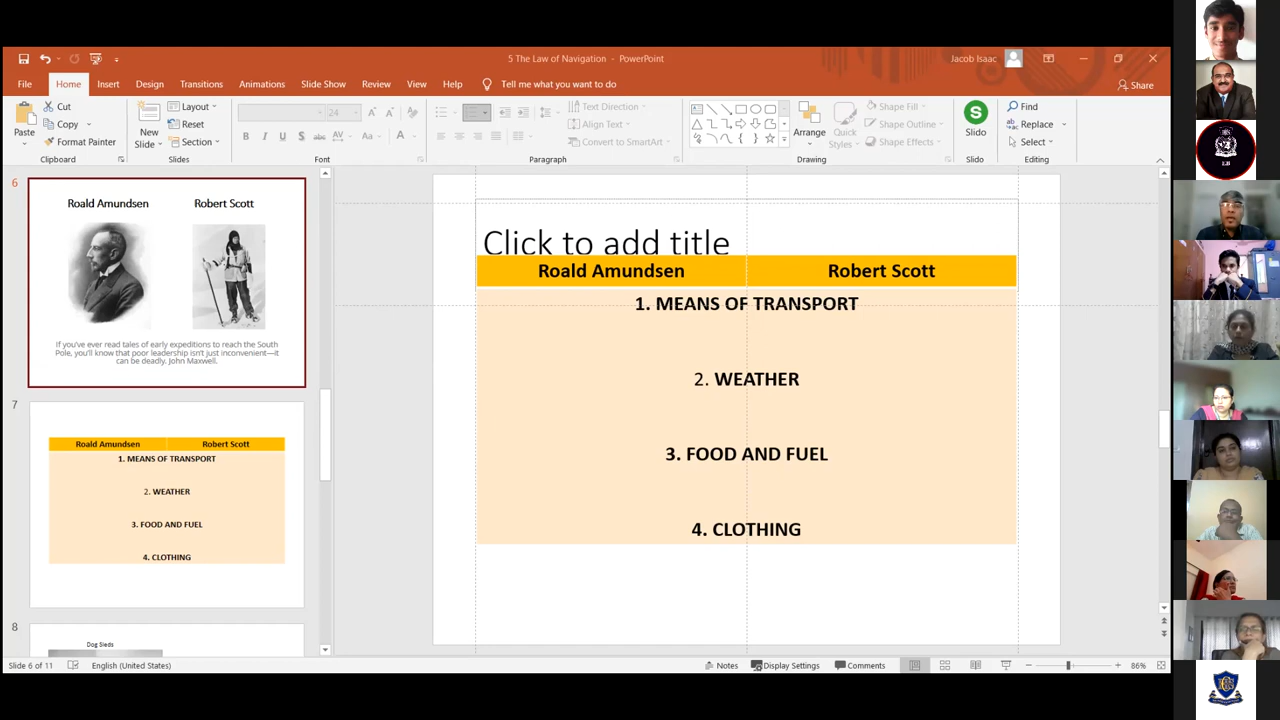 5 The Law of Navigation - PowerPoint
Jacob Isaac
File Home Insert Design Transitions Animations Slide Show Review View Help Tell me what you want to do
Share
Paste
Cut
Copy
Format Painter
Clipboard
New Slide
Layout
Reset
Section
Slides
24
Font
Text Direction
Align Text
Convert to SmartArt
Paragraph
Arrange
Quick Styles
Shape Fill
Shape Outline
Shape Effects
Drawing
S
Slido
Slido
Find
Replace
Select
Editing
6
Roald Amundsen Robert Scott
If you've ever read tales of early expeditions to reach the South
Pole, you'll know that poor leadership isn't just inconvenient—it
can be deadly. John Maxwell.
7
Roald Amundsen Robert Scott
1. MEANS OF TRANSPORT
2. WEATHER
3. FOOD AND FUEL
4. CLOTHING
8
Dog Sleds
Click to add title
Roald Amundsen Robert Scott
1. MEANS OF TRANSPORT
2. WEATHER
3. FOOD AND FUEL
4. CLOTHING
Slide 6 of 11 English (United States) Notes Display Settings Comments 86%